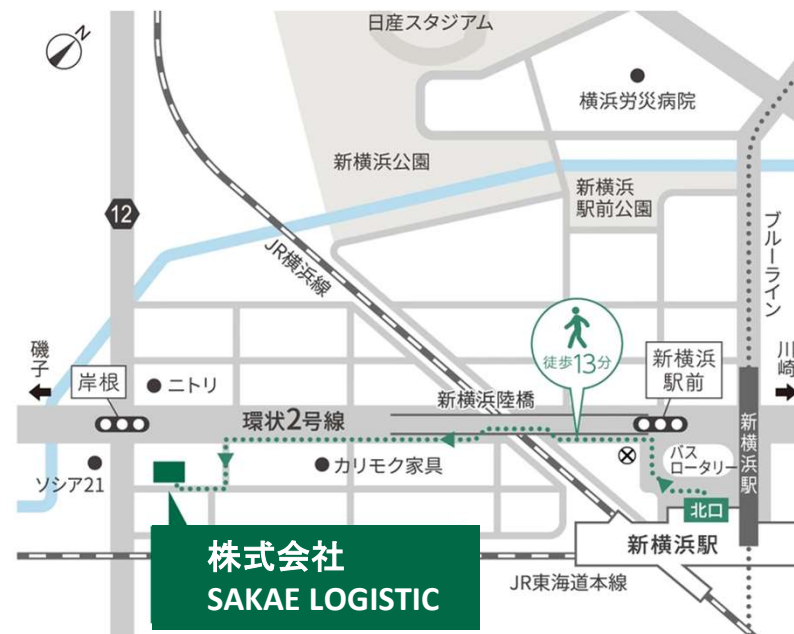 N
日産スタジアム
横浜労災病院
新横浜公園
新横浜
駅前公園
12
JR横浜線
ブルーライン
徒歩13分
磯子
川崎
岸根
ニトリ
新横浜陸橋
新横浜
駅前
環状2号線
ソシア21
カリモク家具
バス
ロータリー
新横浜駅
北口
新横浜駅
株式会社
SAKAE LOGISTIC
JR東海道本線